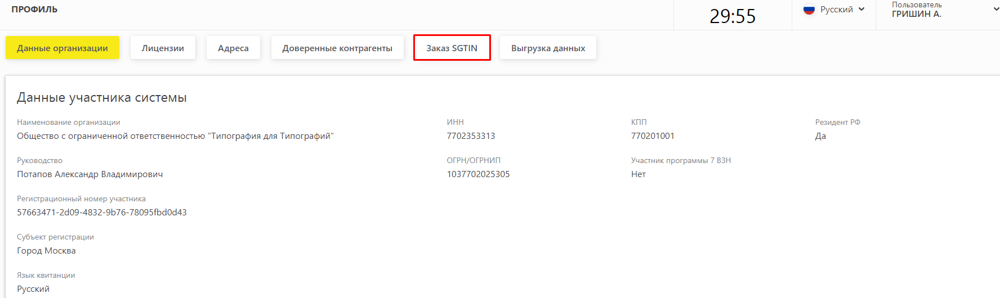 ПРОФИЛЬ
29:55
Русский
Пользователь
ГРИШИН А.
Данные организации
Лицензии
Адреса
Доверенные контрагенты
Заказ SGTIN
Выгрузка данных
Данные участника системы
Наименование организации
Общество с ограниченной ответственностью "Типография для Типографий"
ИНН
7702353313
КПП
770201001
Резидент РФ
Да
Руководство
Потапов Александр Владимирович
ОГРН/ОГРНИП
1037702025305
Участник программы 7 ВЗН
Нет
Регистрационный номер участника
57663471-2d09-4832-9b76-78095fbd0d43
Субъект регистрации
Город Москва
Язык квитанции
Русский